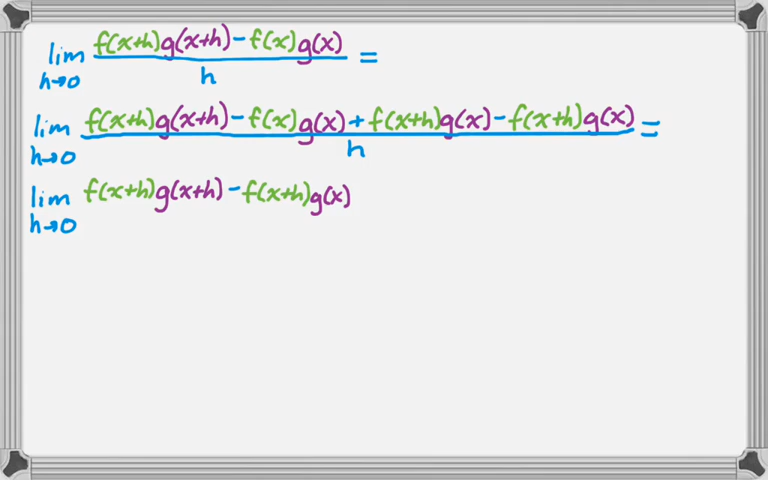 lim f(x+h)g(x+h) - f(x)g(x) =
h→0 h
lim f(x+h)g(x+h) - f(x)g(x) + f(x+h)g(x) - f(x+h)g(x) =
h→0 h
lim f(x+h)g(x+h) - f(x+h)g(x)
h→0